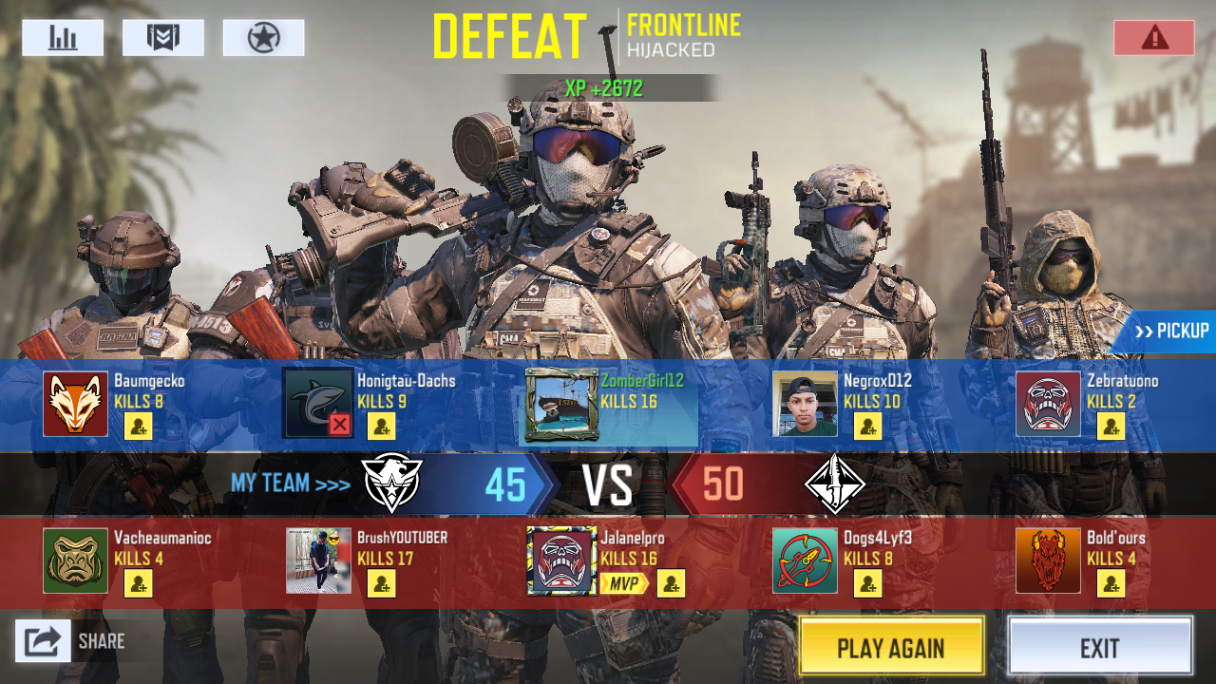 DEFEAT
FRONTLINE
HIJACKED
XP +2672
>> PICKUP
Baumgecko
KILLS 8
Honigtau-Dachs
KILLS 9
ZomberGirl12
KILLS 16
NegroxD12
KILLS 10
Zebratuono
KILLS 2
MY TEAM >>>
45
VS
50
Vacheaumanioc
KILLS 4
BrushYOUTUBER
KILLS 17
Jalanelpro
KILLS 16
MVP
Dogs4Lyf3
KILLS 8
Bold'ours
KILLS 4
SHARE
PLAY AGAIN
EXIT